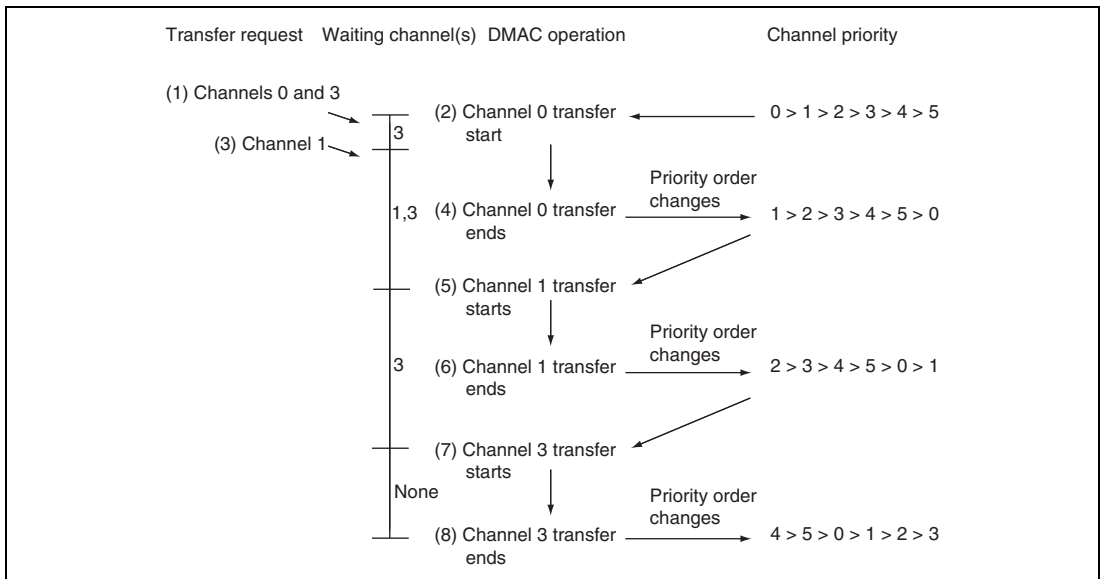 Transfer request Waiting channel(s) DMAC operation Channel priority
(1) Channels 0 and 3
(2) Channel 0 transfer
start
0 > 1 > 2 > 3 > 4 > 5
3
(3) Channel 1
Priority order
changes
1,3
(4) Channel 0 transfer
ends
1 > 2 > 3 > 4 > 5 > 0
(5) Channel 1 transfer
starts
Priority order
changes
3
(6) Channel 1 transfer
ends
2 > 3 > 4 > 5 > 0 > 1
(7) Channel 3 transfer
starts
None
Priority order
changes
(8) Channel 3 transfer
ends
4 > 5 > 0 > 1 > 2 > 3